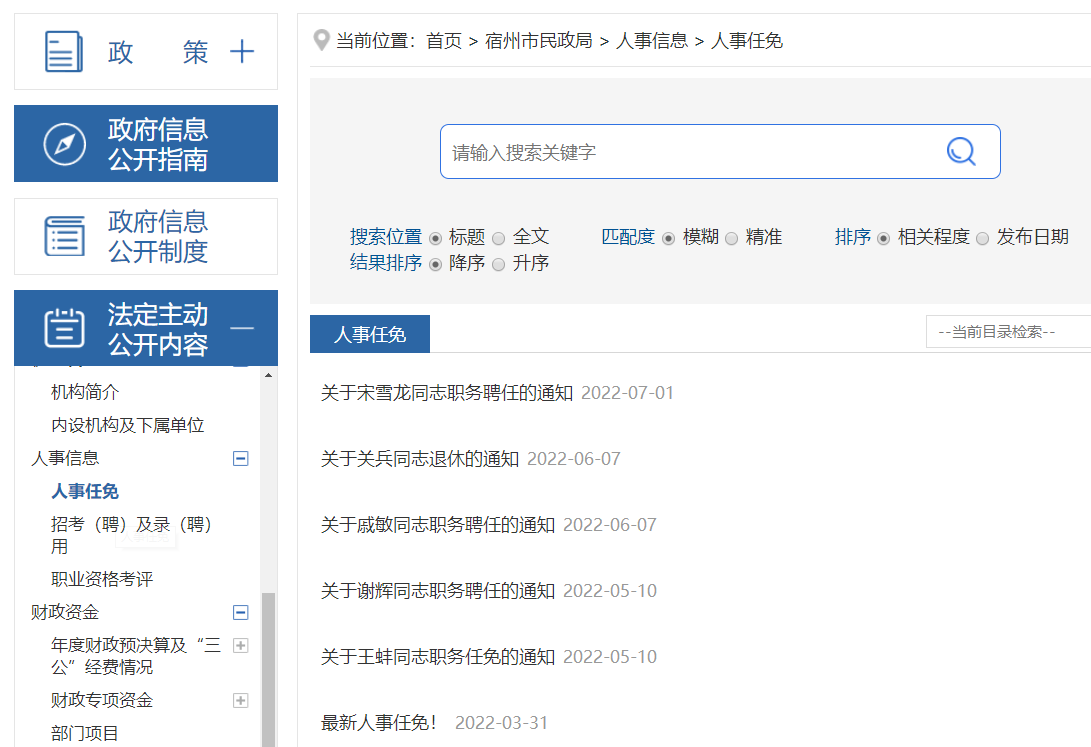 政 策
政府信息
公开指南
政府信息
公开制度
法定主动
公开内容
机构简介
内设机构及下属单位
人事信息
人事任免
招考（聘）及录（聘）
用
职业资格考评
财政资金
年度财政预决算及“三
公”经费情况
财政专项资金
部门项目
当前位置：首页 > 宿州市民政局 > 人事信息 > 人事任免
请输入搜索关键字
搜索位置 标题 全文 匹配度 模糊 精准 排序 相关程度 发布日期
结果排序 降序 升序
人事任免 --当前目录检索--
关于宋雪龙同志职务聘任的通知 2022-07-01
关于关兵同志退休的通知 2022-06-07
关于戚敏同志职务聘任的通知 2022-06-07
关于谢辉同志职务聘任的通知 2022-05-10
关于王蚌同志职务任免的通知 2022-05-10
最新人事任免！ 2022-03-31